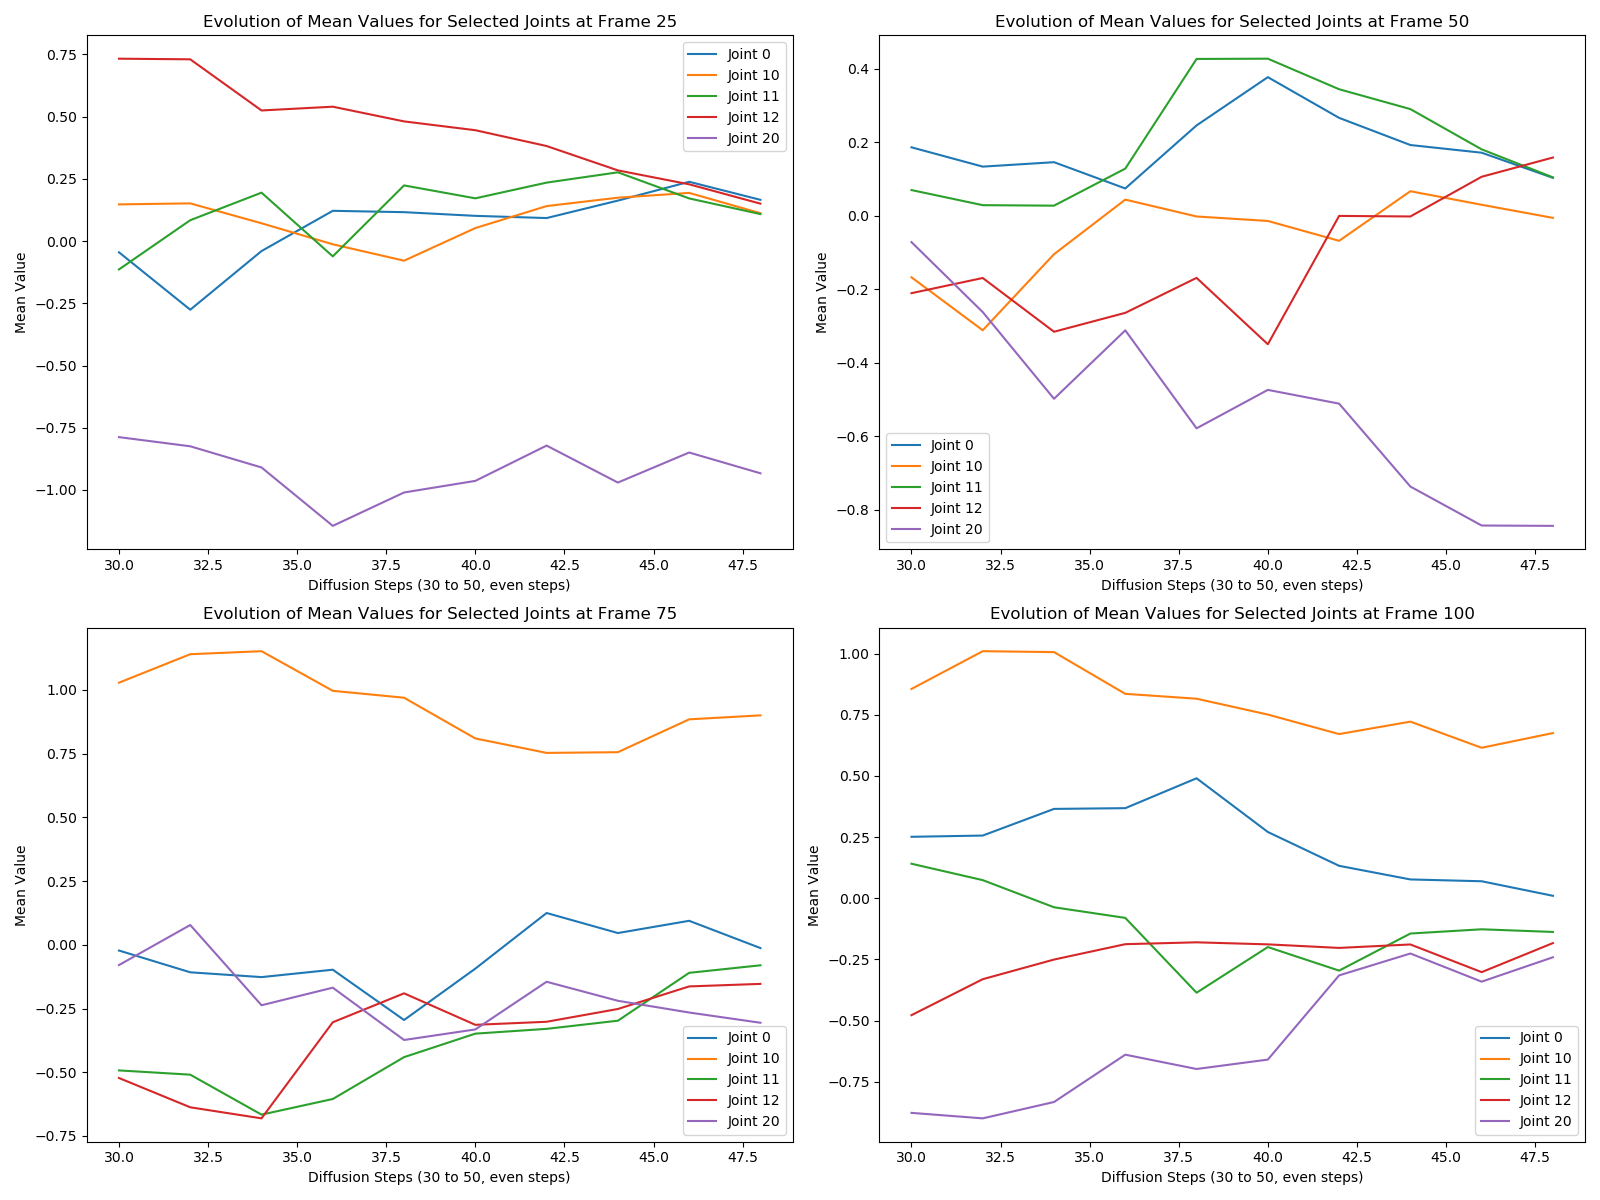 Evolution of Mean Values for Selected Joints at Frame 25
Mean Value
0.75
0.50
0.25
0.00
−0.25
−0.50
−0.75
−1.00
Joint 0
Joint 10
Joint 11
Joint 12
Joint 20
30.0 32.5 35.0 37.5 40.0 42.5 45.0 47.5
Diffusion Steps (30 to 50, even steps)
Evolution of Mean Values for Selected Joints at Frame 50
Mean Value
0.4
0.2
0.0
−0.2
−0.4
−0.6
−0.8
Joint 0
Joint 10
Joint 11
Joint 12
Joint 20
30.0 32.5 35.0 37.5 40.0 42.5 45.0 47.5
Diffusion Steps (30 to 50, even steps)
Evolution of Mean Values for Selected Joints at Frame 75
Mean Value
1.00
0.75
0.50
0.25
0.00
−0.25
−0.50
−0.75
Joint 0
Joint 10
Joint 11
Joint 12
Joint 20
30.0 32.5 35.0 37.5 40.0 42.5 45.0 47.5
Diffusion Steps (30 to 50, even steps)
Evolution of Mean Values for Selected Joints at Frame 100
Mean Value
1.00
0.75
0.50
0.25
0.00
−0.25
−0.50
−0.75
Joint 0
Joint 10
Joint 11
Joint 12
Joint 20
30.0 32.5 35.0 37.5 40.0 42.5 45.0 47.5
Diffusion Steps (30 to 50, even steps)